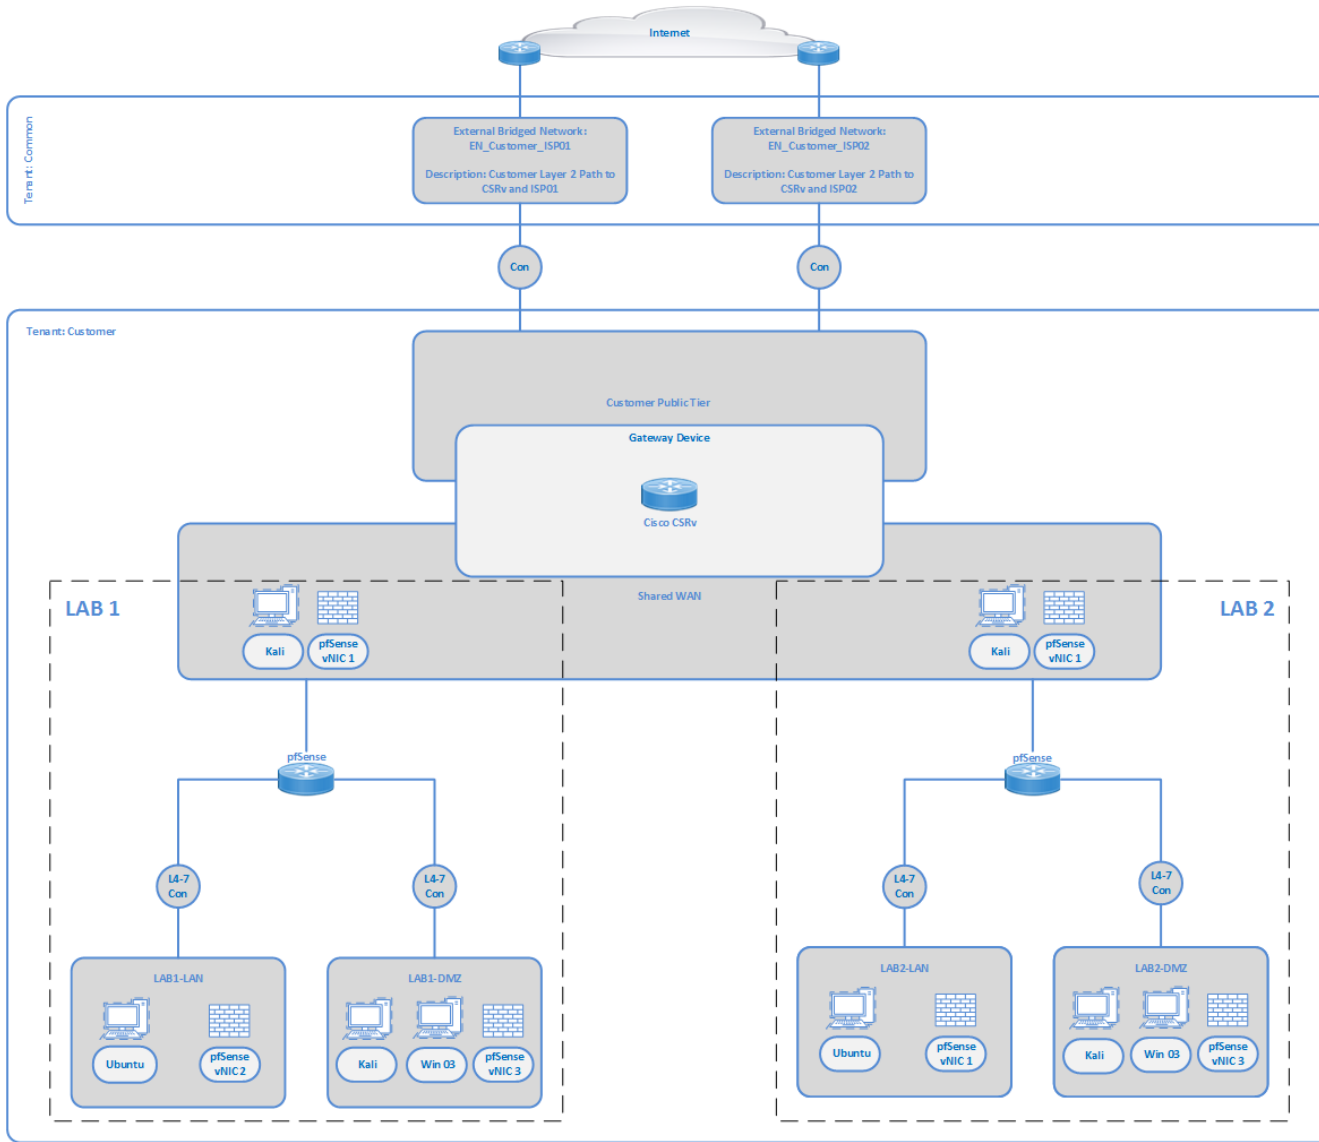 Internet
Tenant: Common
External Bridged Network:
EN_Customer_ISP01
Description: Customer Layer 2 Path to
CSRv and ISP01
External Bridged Network:
EN_Customer_ISP02
Description: Customer Layer 2 Path to
CSRv and ISP02
Con
Con
Tenant: Customer
Customer Public Tier
Gateway Device
Cisco CSRv
Shared WAN
LAB 1
Kali
pfSense
vNIC 1
LAB 2
Kali
pfSense
vNIC 1
pfSense
pfSense
L4-7
Con
L4-7
Con
L4-7
Con
L4-7
Con
LAB1-LAN
Ubuntu
pfSense
vNIC 2
LAB1-DMZ
Kali
Win 03
pfSense
vNIC 3
LAB2-LAN
Ubuntu
pfSense
vNIC 1
LAB2-DMZ
Kali
Win 03
pfSense
vNIC 3